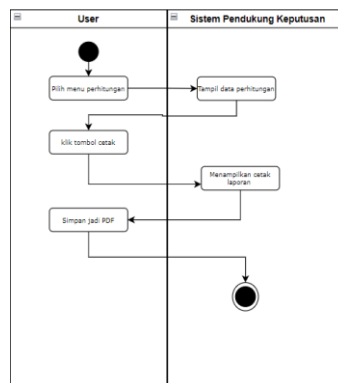 User
Sistem Pendukung Keputusan
Pilih menu perhitungan
Tampil data perhitungan
klik tombol cetak
Menampilkan cetak
laporan
Simpan jadi PDF